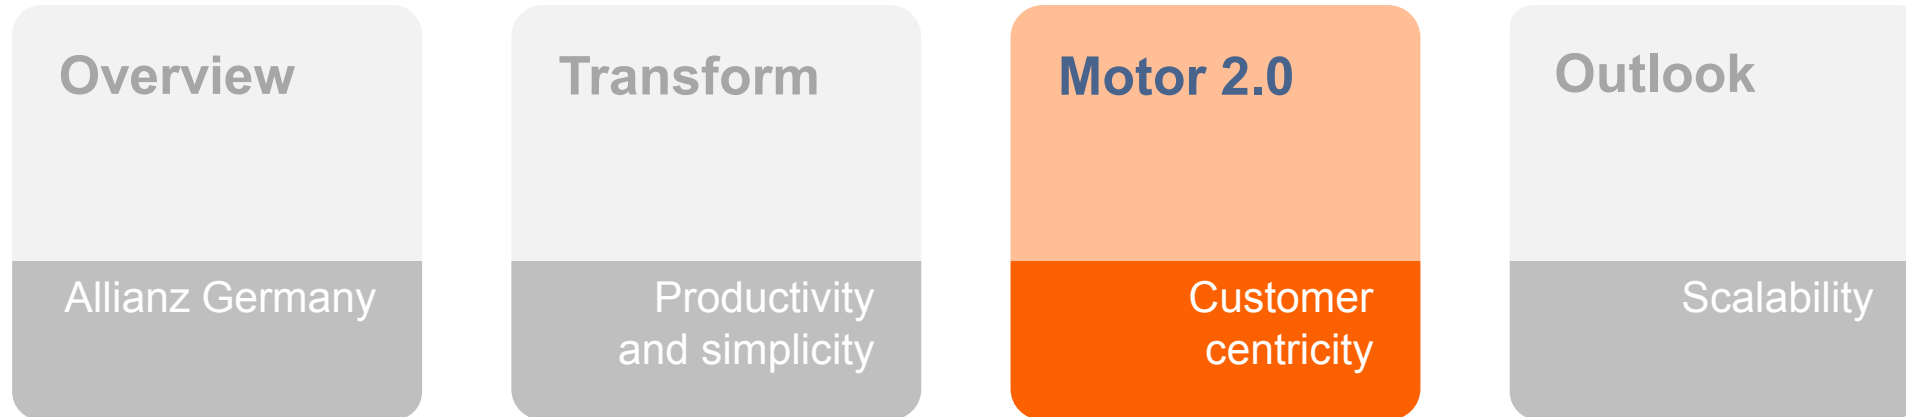 Overview
Allianz Germany
Transform
Productivity
and simplicity
Motor 2.0
Customer
centricity
Outlook
Scalability